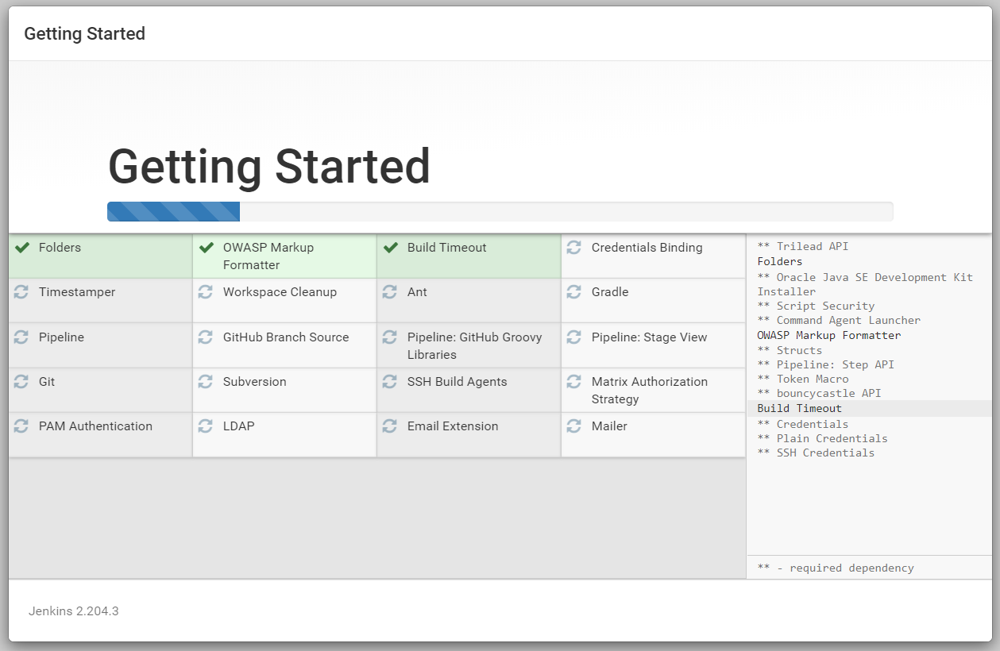 Getting Started
Getting Started
Folders
OWASP Markup
Formatter
Build Timeout
Credentials Binding
Timestamper
Workspace Cleanup
Ant
Gradle
Pipeline
GitHub Branch Source
Pipeline: GitHub Groovy
Libraries
Pipeline: Stage View
Git
Subversion
SSH Build Agents
Matrix Authorization
Strategy
PAM Authentication
LDAP
Email Extension
Mailer
** Trilead API
Folders
** Oracle Java SE Development Kit
Installer
** Script Security
** Command Agent Launcher
OWASP Markup Formatter
** Structs
** Pipeline: Step API
** Token Macro
** bouncycastle API
Build Timeout
** Credentials
** Plain Credentials
** SSH Credentials
** - required dependency
Jenkins 2.204.3